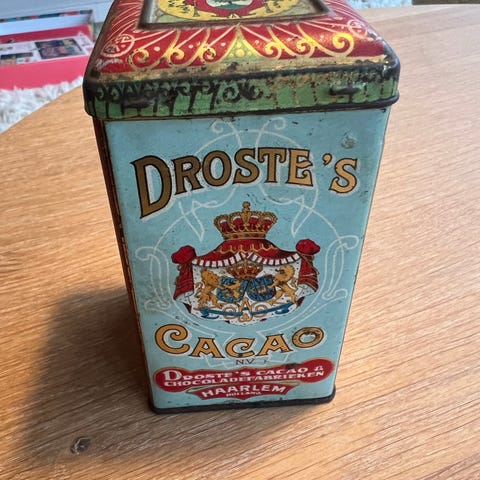 DROSTE'S
CACAO
N.V.
DROSTE'S CACAO &
CHOCOLADEFABRIEKEN
HAARLEM
HOLLAND